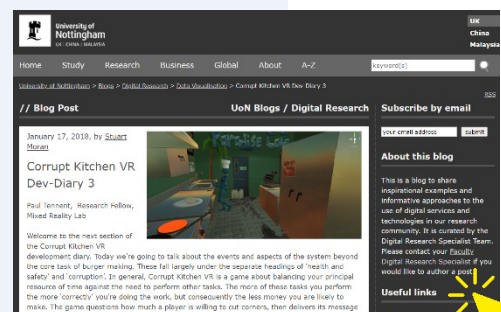 University of
Nottingham
UK | CHINA | MALAYSIA
UK
China
Malaysia
Home Study Research Business Global About A-Z
keyword(s)
University of Nottingham > Blogs > Digital Research > Data Visualisation > Corrupt Kitchen VR Dev Diary 3
RSS
// Blog Post
UoN Blogs / Digital Research
January 17, 2018, by Stuart
Moran
Corrupt Kitchen VR
Dev-Diary 3
Paul Tennent, Research Fellow,
Mixed Reality Lab
Welcome to the next section of
the Corrupt Kitchen VR
development diary. Today we're going to talk about the events and aspects of the system beyond
the core task of burger making. These fall largely under the separate headings of 'health and
safety' and 'corruption'. In general, Corrupt Kitchen VR is a game about balancing your principal
resource of time against the need to perform other tasks. The more of these tasks you perform
the more 'correctly' you're doing the work, but consequently the less money you are likely to
make. The game questions how much a player is willing to cut corners, then delivers its message
Subscribe by email
your email address
submit
About this blog
This is a blog to share
inspirational examples and
informative approaches to the
use of digital services and
technologies in our research
community. It is curated by the
Digital Research Specialist Team.
Please contact your Faculty
Digital Research Specialist if you
would like to author a post
Useful links